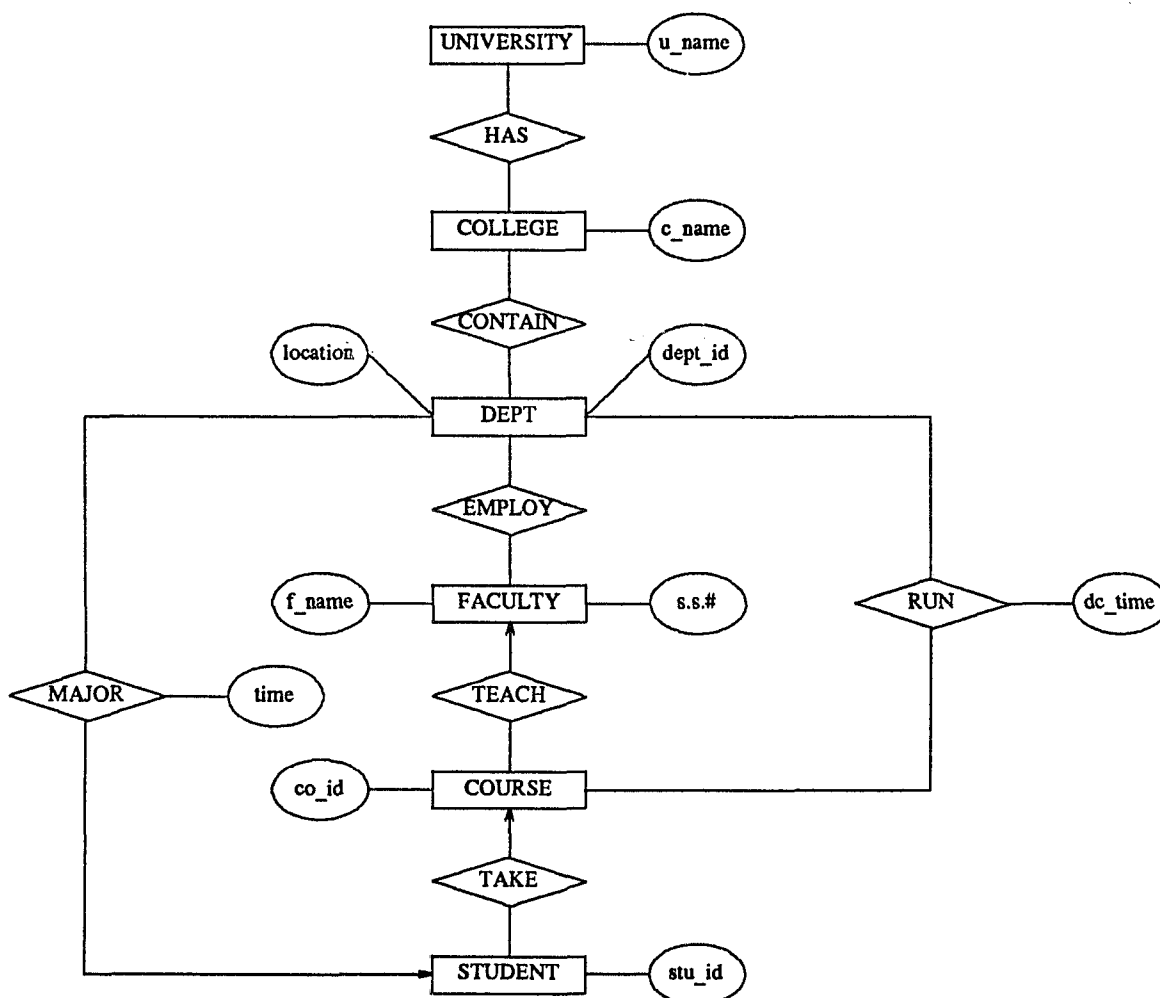 UNIVERSITY
u_name
HAS
COLLEGE
c_name
CONTAIN
location
dept_id
DEPT
EMPLOY
f_name
FACULTY
s.s.#
RUN
dc_time
MAJOR
time
TEACH
co_id
COURSE
TAKE
STUDENT
stu_id